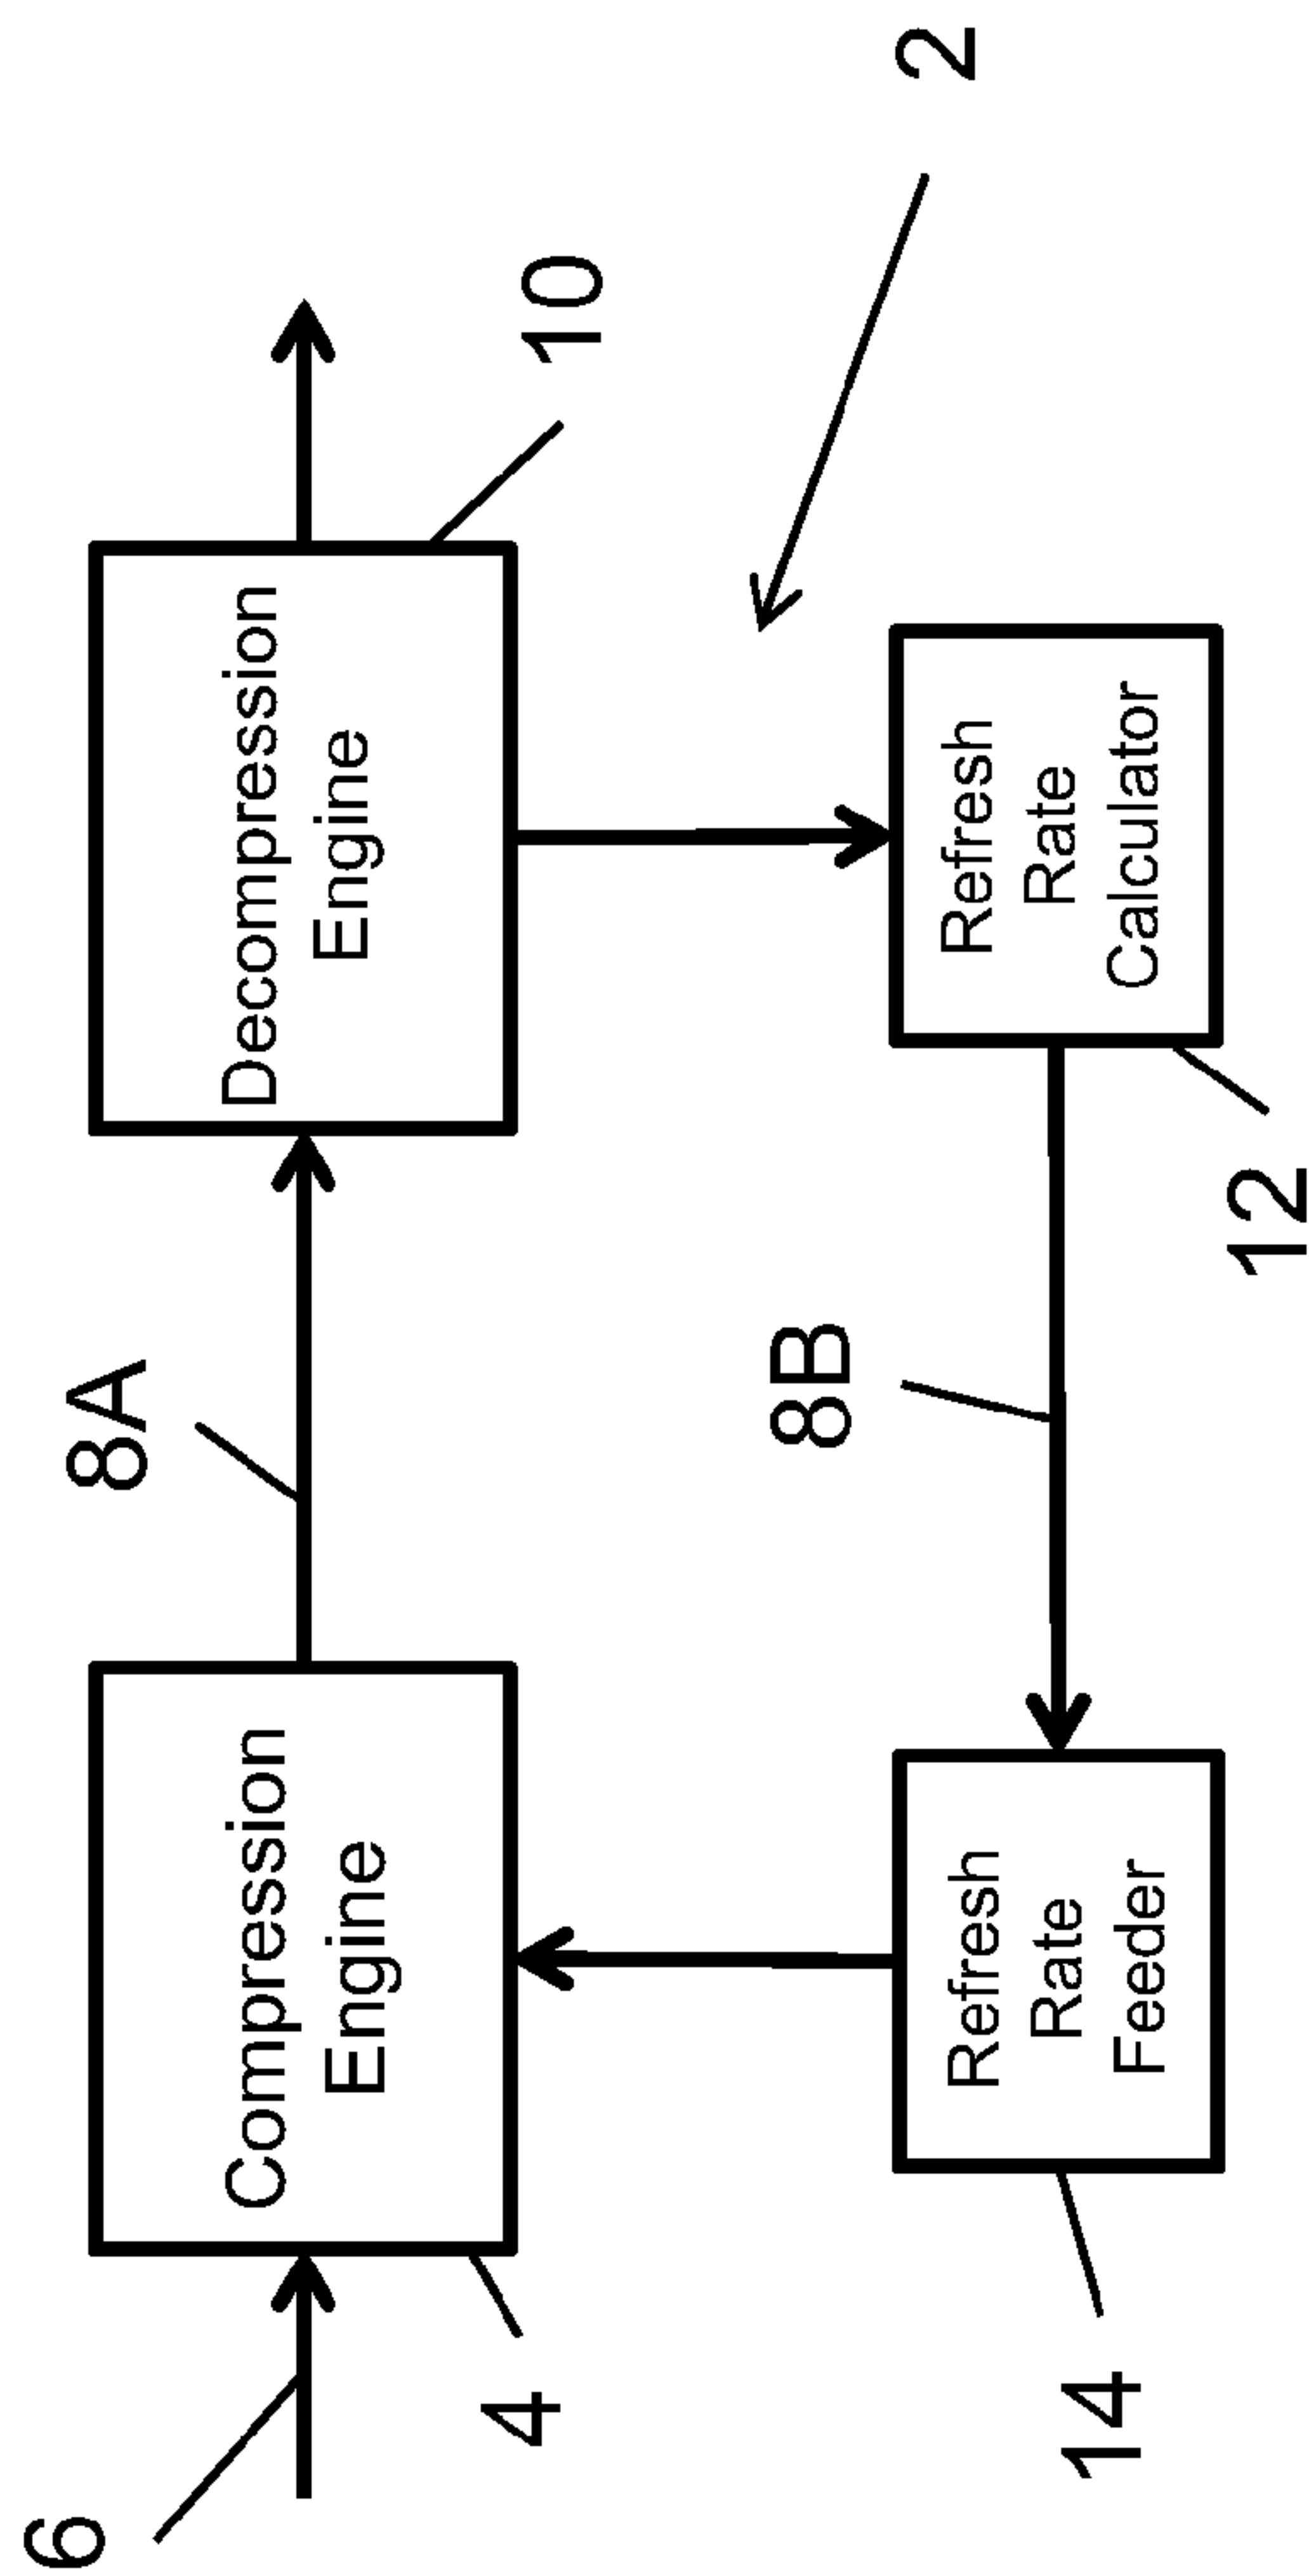 2
8A
10
Compression
Engine
Decompression
Engine
6
4
8B
Refresh
Rate
Feeder
Refresh
Rate
Calculator
14
12